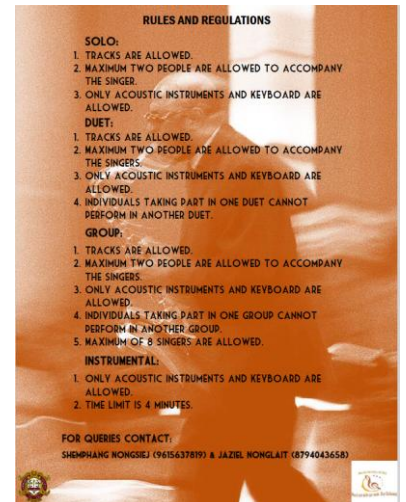 RULES AND REGULATIONS
SOLO:
1. TRACKS ARE ALLOWED.
2. MAXIMUM TWO PEOPLE ARE ALLOWED TO ACCOMPANY
THE SINGER.
3. ONLY ACOUSTIC INSTRUMENTS AND KEYBOARD ARE
ALLOWED.
DUET:
1. TRACKS ARE ALLOWED.
2. MAXIMUM TWO PEOPLE ARE ALLOWED TO ACCOMPANY
THE SINGERS.
3. ONLY ACOUSTIC INSTRUMENTS AND KEYBOARD ARE
ALLOWED.
4. INDIVIDUALS TAKING PART IN ONE DUET CANNOT
PERFORM IN ANOTHER DUET.
GROUP:
1. TRACKS ARE ALLOWED.
2. MAXIMUM TWO PEOPLE ARE ALLOWED TO ACCOMPANY
THE SINGERS.
3. ONLY ACOUSTIC INSTRUMENTS AND KEYBOARD ARE
ALLOWED.
4. INDIVIDUALS TAKING PART IN ONE GROUP CANNOT
PERFORM IN ANOTHER GROUP.
5. MAXIMUM OF 8 SINGERS ARE ALLOWED.
INSTRUMENTAL:
1. ONLY ACOUSTIC INSTRUMENTS AND KEYBOARD ARE
ALLOWED.
2. TIME LIMIT IS 4 MINUTES.
FOR QUERIES CONTACT:
SHEMPHANG NONGSIEJ (9615637819) & JAZIEL NONGLAIT (8794043658)